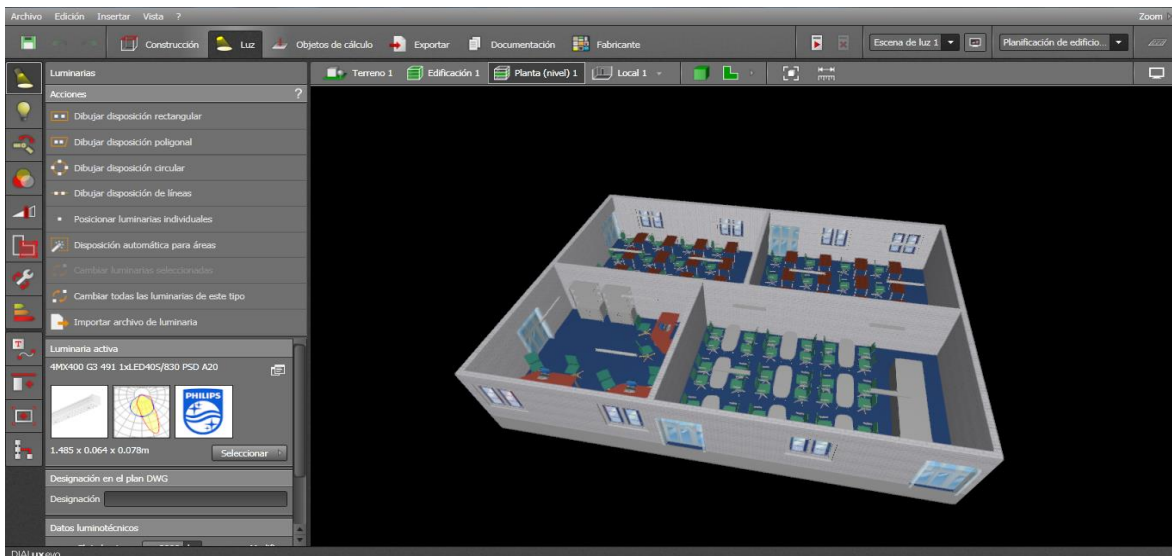 Archivo Edición Insertar Vista ?
Zoom
Construcción Luz Objetos de cálculo Exportar Documentación Fabricante Escena de luz 1 Planificación de edificio...
Luminarias
Terreno 1 Edificación 1 Planta (nivel) 1 Local 1
Acciones ?
Dibujar disposición rectangular
Dibujar disposición poligonal
Dibujar disposición circular
Dibujar disposición de líneas
Posicionar luminarias individuales
Disposición automática para áreas
Cambiar luminarias seleccionadas
Cambiar todas las luminarias de este tipo
Importar archivo de luminaria
Luminaria activa
4MX400 G3 491 1xLED40S/830 PSD A20
PHILIPS
1.485 x 0.064 x 0.078m Seleccionar
Designación en el plan DWG
Designación
Datos luminotécnicos
DIALux evo